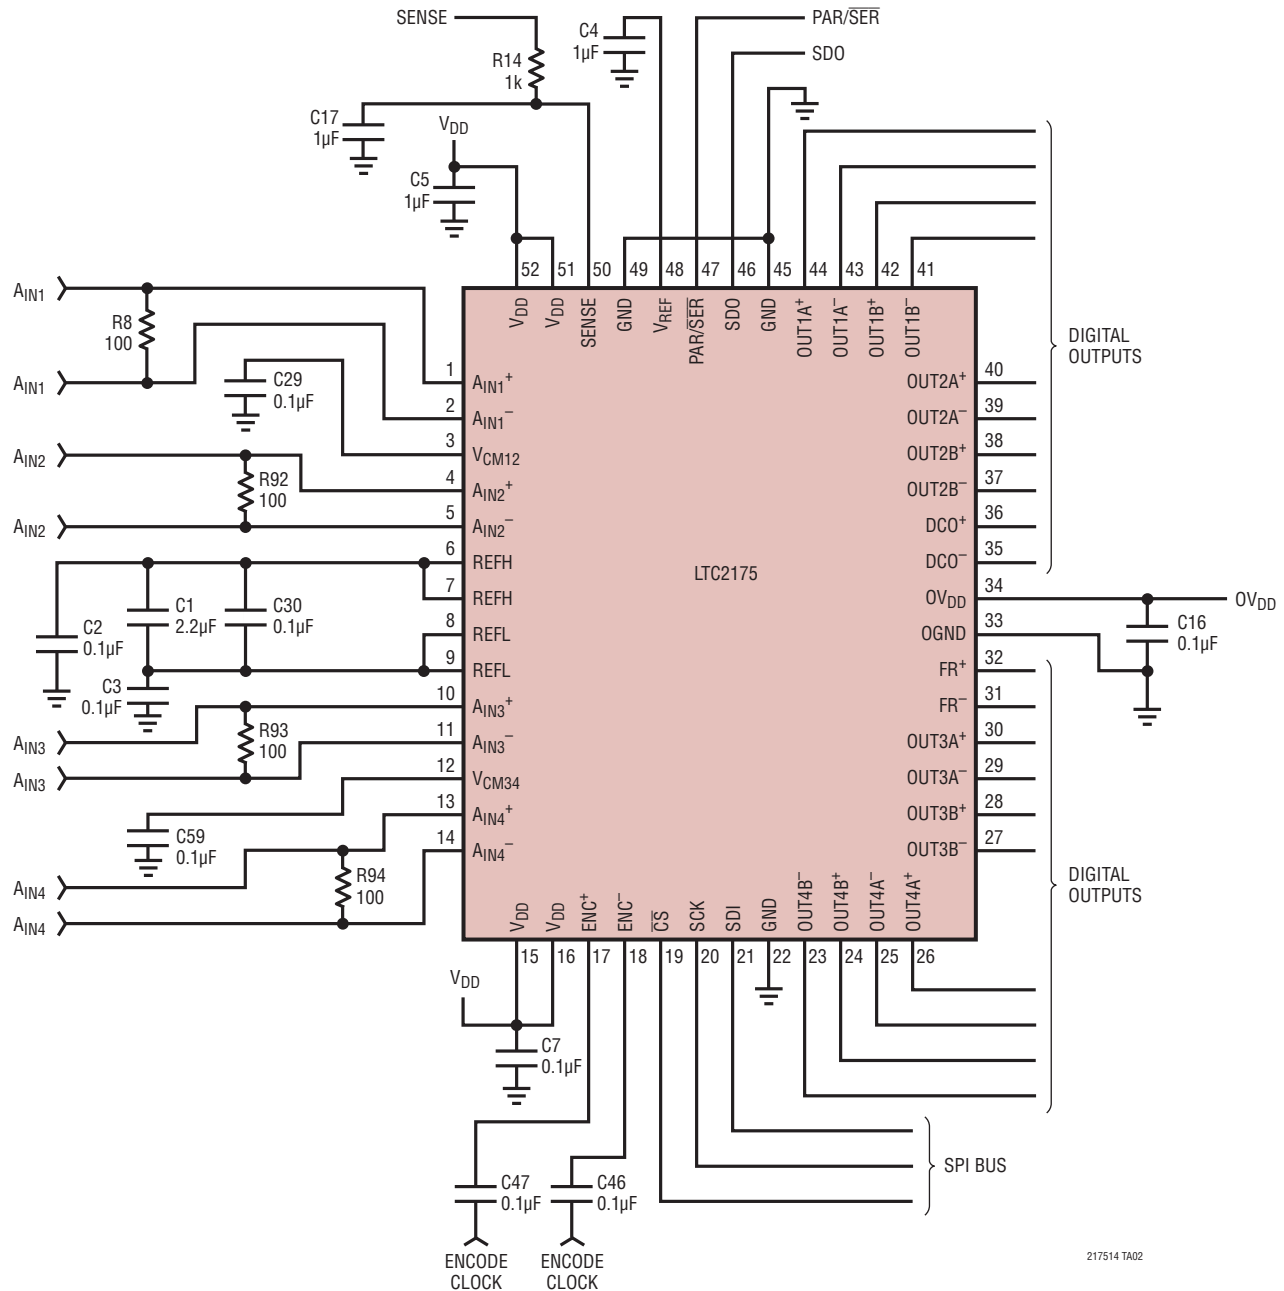 SENSE
R14
1k
C4
1µF
PAR/SER
SDO
C17
1µF
VDD
C5
1µF
52 51 50 49 48 47 46 45 44 43 42 41
VDD VDD SENSE GND VREF PAR/SER SDO GND OUT1A+ OUT1A– OUT1B+ OUT1B–
AIN1
R8
100
AIN1
C29
0.1µF
AIN2
R92
100
AIN2
C2
0.1µF
C1
2.2µF
C30
0.1µF
C3
0.1µF
AIN3
R93
100
AIN3
C59
0.1µF
AIN4
R94
100
AIN4
1 AIN1+
2 AIN1–
3 VCM12
4 AIN2+
5 AIN2–
6 REFH
7 REFH
8 REFL
9 REFL
10 AIN3+
11 AIN3–
12 VCM34
13 AIN4+
14 AIN4–
LTC2175
OUT2A+ 40
OUT2A– 39
OUT2B+ 38
OUT2B– 37
DCO+ 36
DCO– 35
OVDD 34
OGND 33
FR+ 32
FR– 31
OUT3A+ 30
OUT3A– 29
OUT3B+ 28
OUT3B– 27
DIGITAL
OUTPUTS
OVDD
C16
0.1µF
DIGITAL
OUTPUTS
VDD VDD ENC+ ENC– CS SCK SDI GND OUT4B– OUT4B+ OUT4A– OUT4A+
15 16 17 18 19 20 21 22 23 24 25 26
VDD
C7
0.1µF
C47
0.1µF
C46
0.1µF
SPI BUS
ENCODE
CLOCK
ENCODE
CLOCK
217514 TA02